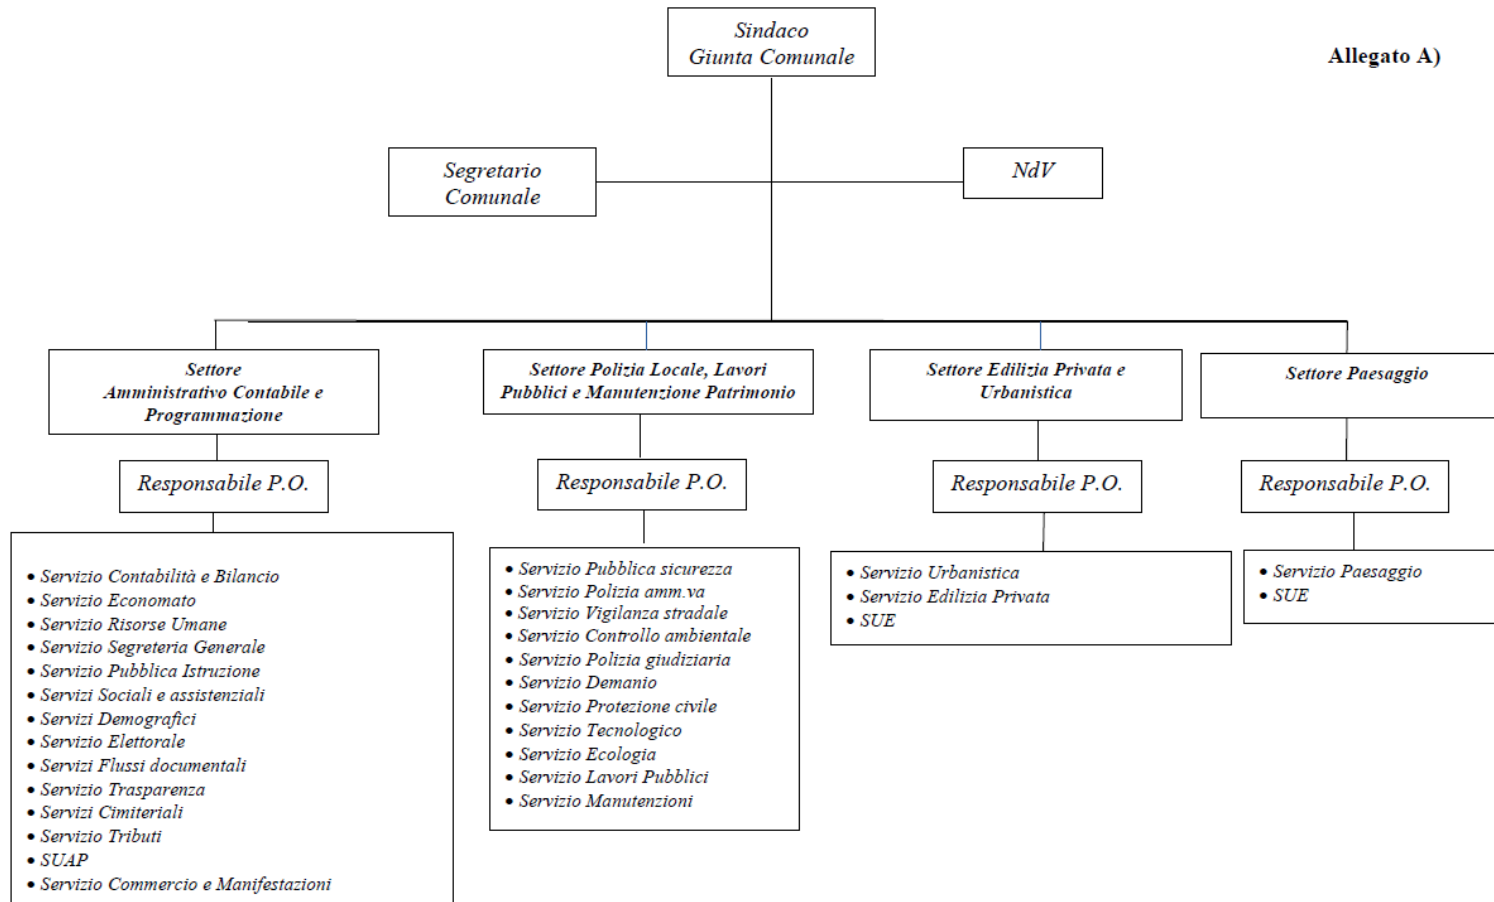 Sindaco
Giunta Comunale
Allegato A)
Segretario
Comunale
NdV
Settore
Amministrativo Contabile e
Programmazione
Settore Polizia Locale, Lavori
Pubblici e Manutenzione Patrimonio
Settore Edilizia Privata e
Urbanistica
Settore Paesaggio
Responsabile P.O.
Responsabile P.O.
Responsabile P.O.
Responsabile P.O.
• Servizio Contabilità e Bilancio
• Servizio Economato
• Servizio Risorse Umane
• Servizio Segreteria Generale
• Servizio Pubblica Istruzione
• Servizi Sociali e assistenziali
• Servizi Demografici
• Servizio Elettorale
• Servizi Flussi documentali
• Servizio Trasparenza
• Servizi Cimiteriali
• Servizio Tributi
• SUAP
• Servizio Commercio e Manifestazioni
• Servizio Pubblica sicurezza
• Servizio Polizia amm.va
• Servizio Vigilanza stradale
• Servizio Controllo ambientale
• Servizio Polizia giudiziaria
• Servizio Demanio
• Servizio Protezione civile
• Servizio Tecnologico
• Servizio Ecologia
• Servizio Lavori Pubblici
• Servizio Manutenzioni
• Servizio Urbanistica
• Servizio Edilizia Privata
• SUE
• Servizio Paesaggio
• SUE